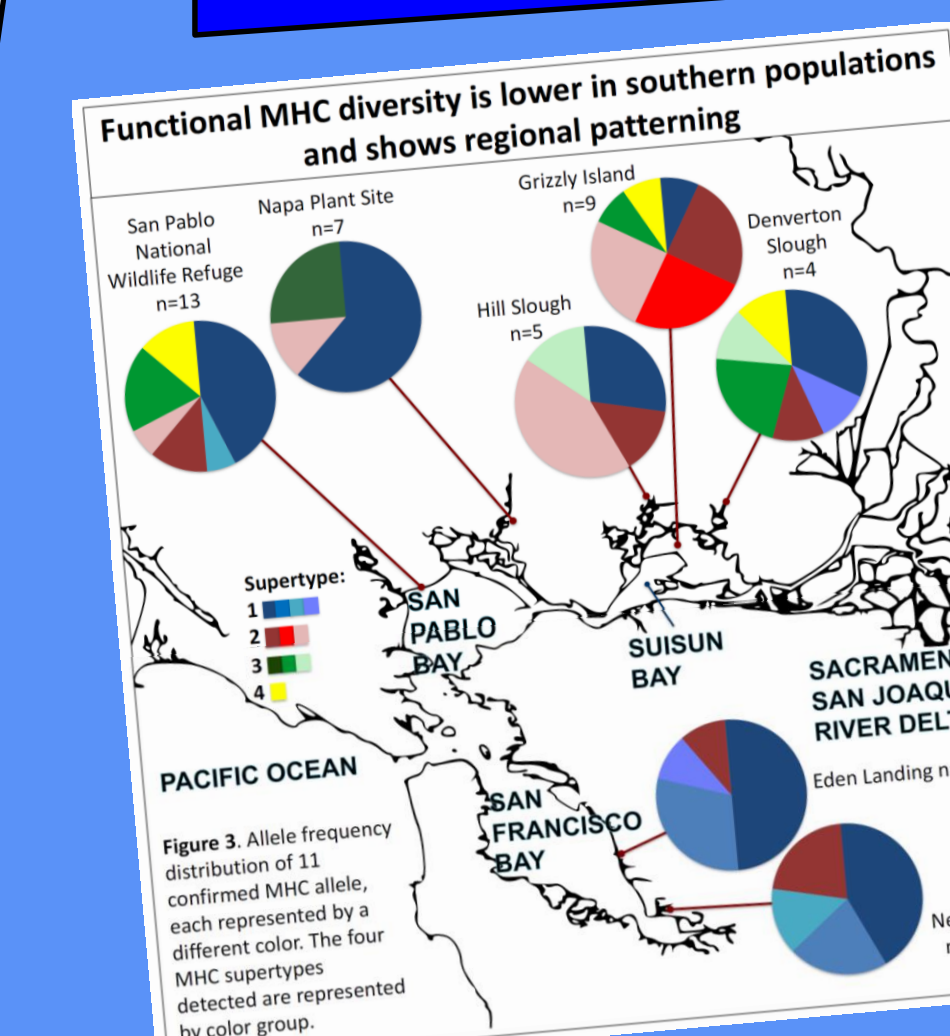 Functional MHC diversity is lower in southern populations
and shows regional patterning
San Pablo
National
Wildlife Refuge
n=13
Napa Plant Site
n=7
Grizzly Island
n=9
Hill Slough
n=5
Denverton
Slough
n=4
Supertype:
1
2
3
4
SAN
PABLO
BAY
SUISUN
BAY
SACRAMEN
SAN JOAQU
RIVER DEL
PACIFIC OCEAN
Eden Landing n
SAN
FRANCISCO
BAY
Ne
Figure 3. Allele frequency
distribution of 11
confirmed MHC allele,
each represented by a
different color. The four
MHC supertypes
detected are represented
by color group.